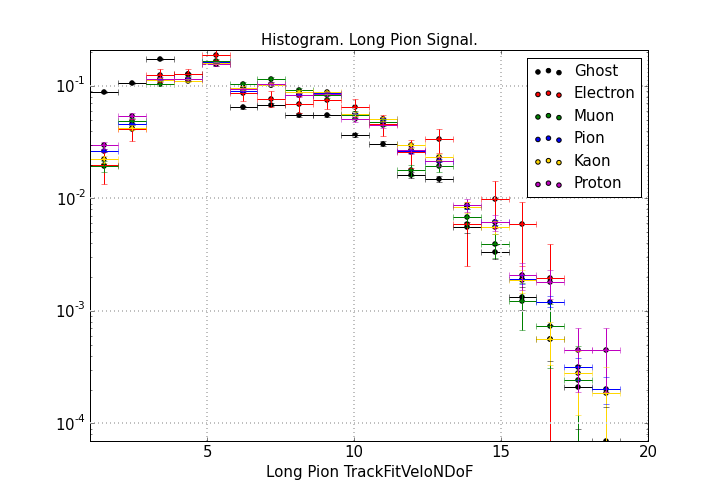 Histogram. Long Pion Signal.
Ghost
Electron
Muon
Pion
Kaon
Proton
10^-1
10^-2
10^-3
10^-4
5 10 15 20
Long Pion TrackFitVeloNDoF